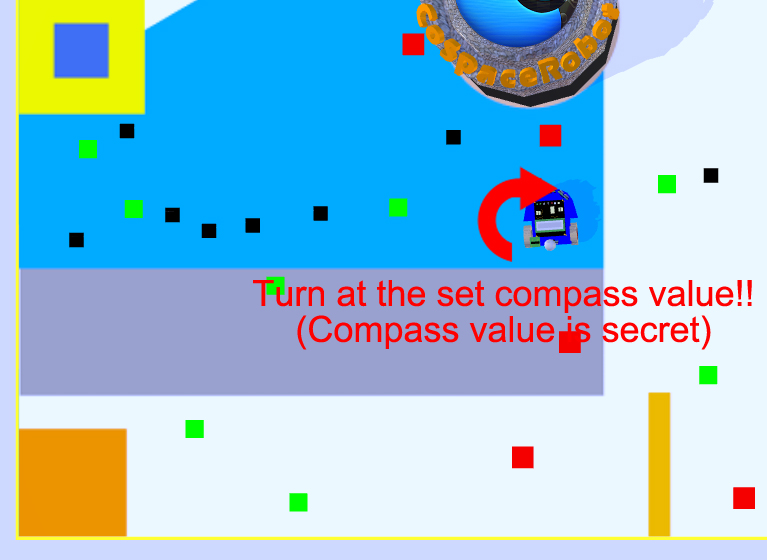 CoSpaceRobot
Turn at the set compass value!!
(Compass value is secret)